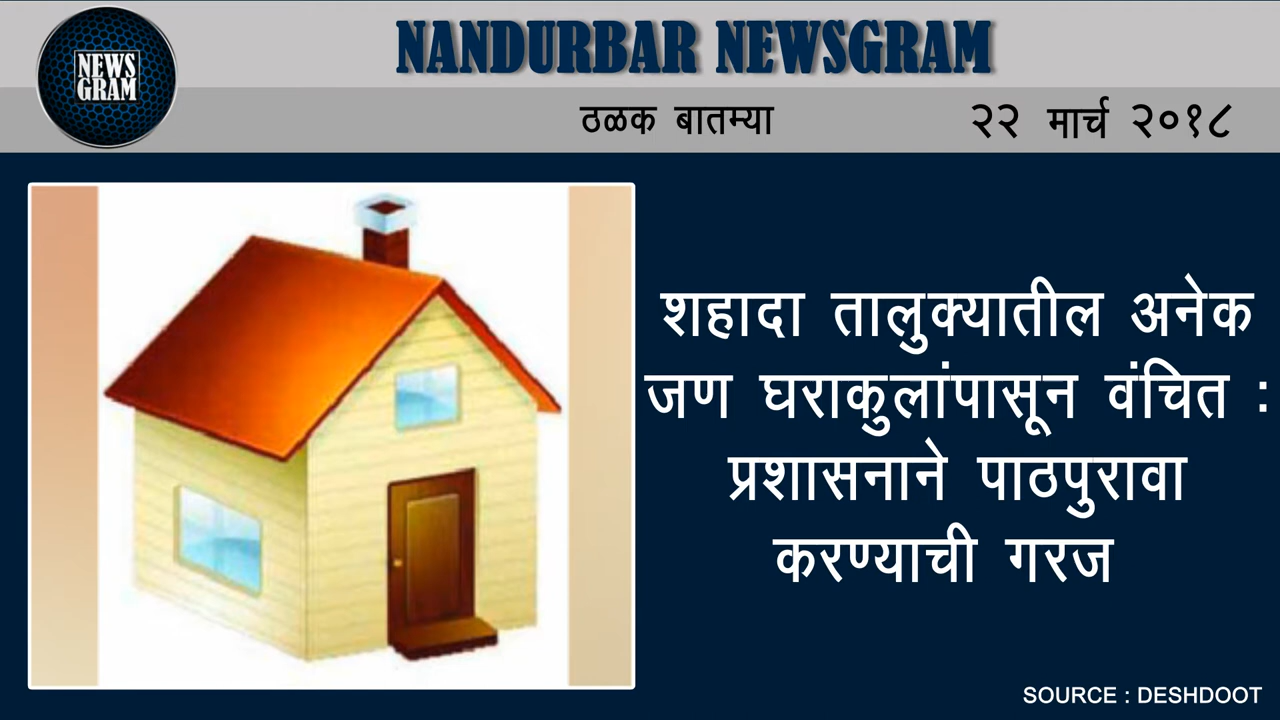 NEWS
GRAM
NANDURBAR NEWSGRAM
ठळक बातम्या
२२ मार्च २०१८
शहादा तालुक्यातील अनेक
जण घराकुलांपासून वंचित :
प्रशासनाने पाठपुरावा
करण्याची गरज
SOURCE : DESHDOOT